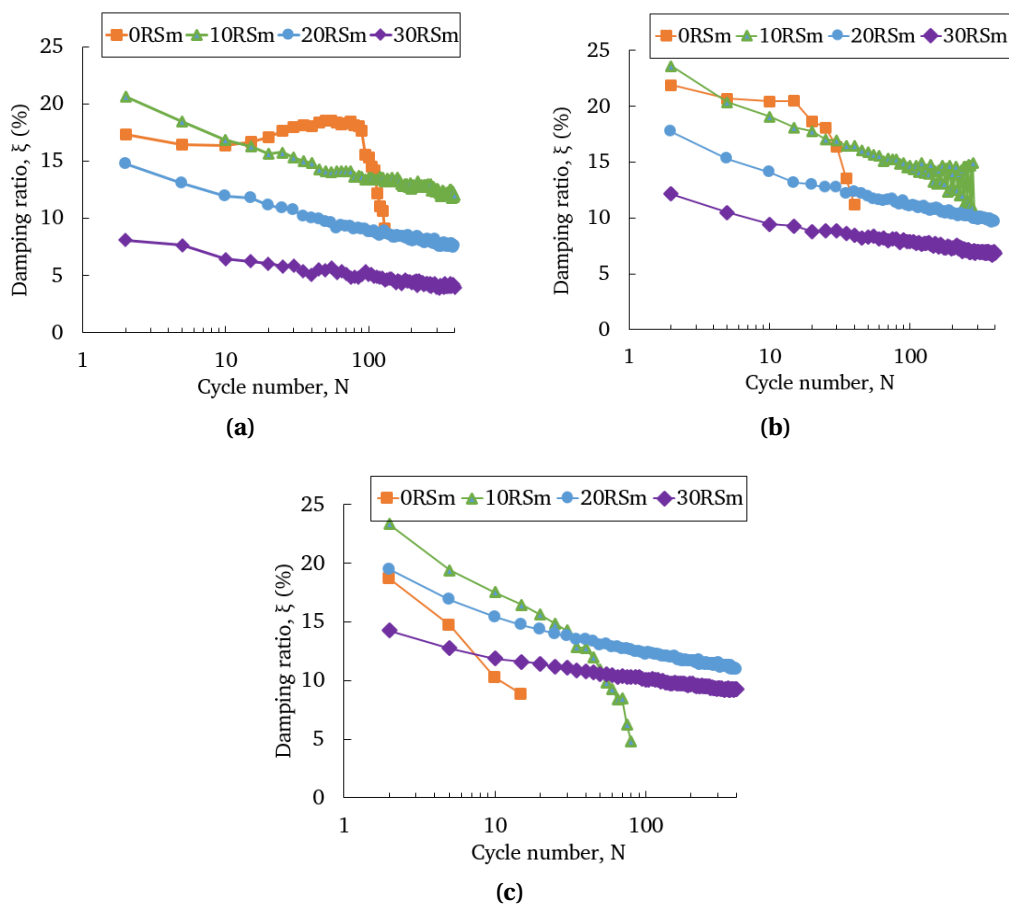 0RSm 10RSm 20RSm 30RSm
25
20
15
10
5
0
Damping ratio, ξ (%)
1 10 100
Cycle number, N
(a)
0RSm 10RSm 20RSm 30RSm
25
20
15
10
5
0
Damping ratio, ξ (%)
1 10 100
Cycle number, N
(b)
0RSm 10RSm 20RSm 30RSm
25
20
15
10
5
0
Damping ratio, ξ (%)
1 10 100
Cycle number, N
(c)